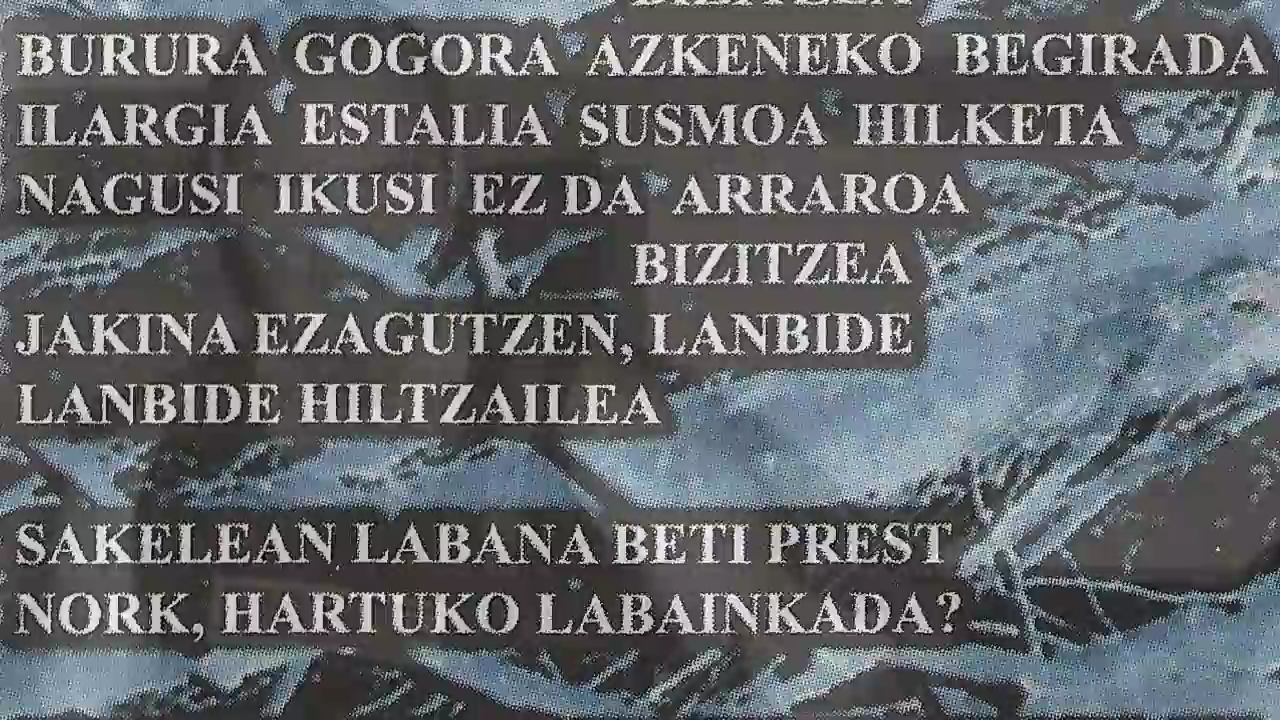 BIZITZEA
BURURA GOGORA AZKENEKO BEGIRADA
ILARGIA ESTALIA SUSMOA HILKETA
NAGUSI IKUSI EZ DA ARRAROA
BIZITZEA
JAKINA EZAGUTZEN, LANBIDE
LANBIDE HILTZAILEA
SAKELEAN LABANA BETI PREST
NORK, HARTUKO LABAINKADA?